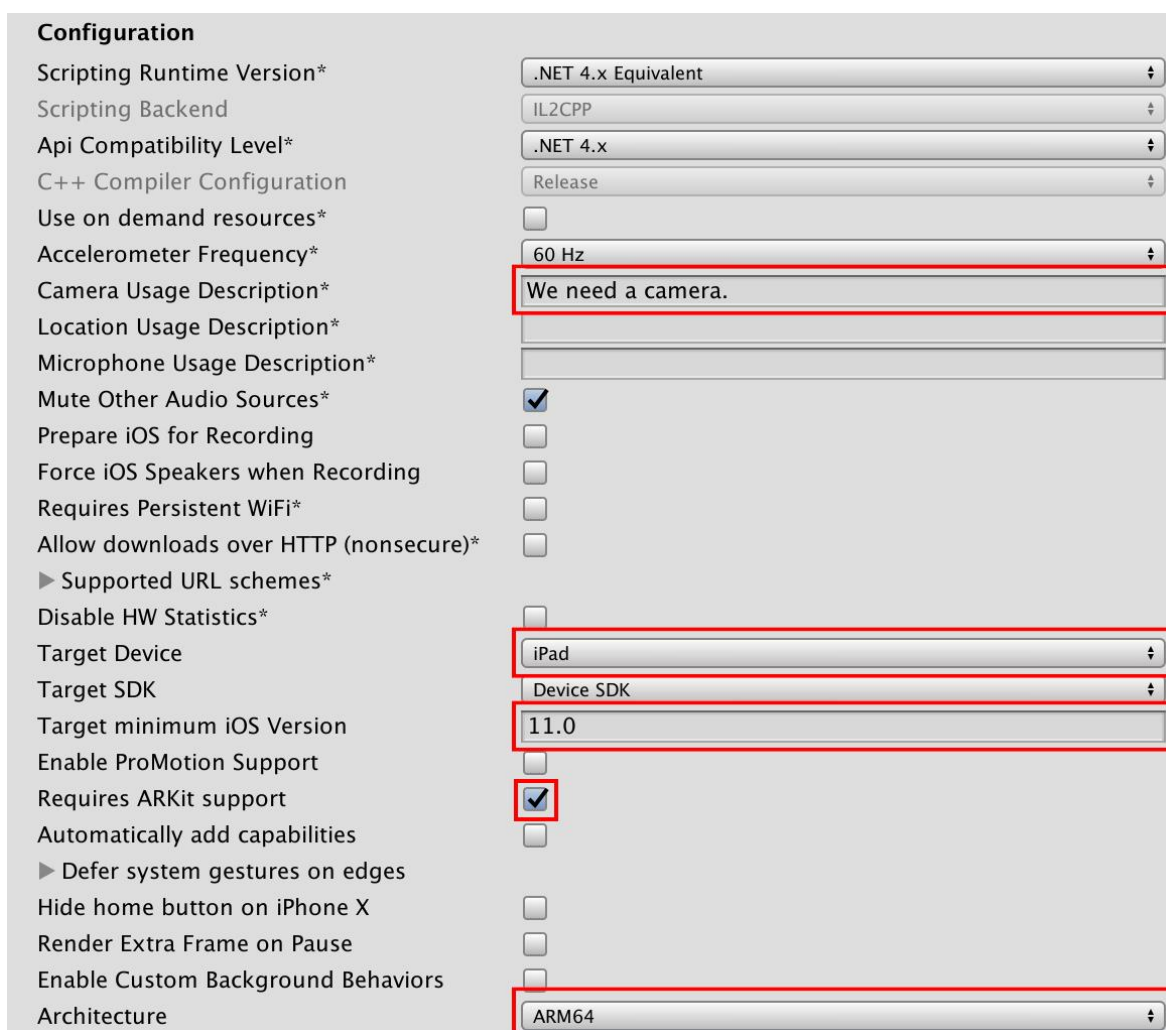 Configuration
Scripting Runtime Version* .NET 4.x Equivalent
Scripting Backend IL2CPP
Api Compatibility Level* .NET 4.x
C++ Compiler Configuration Release
Use on demand resources*
Accelerometer Frequency* 60 Hz
Camera Usage Description* We need a camera.
Location Usage Description*
Microphone Usage Description*
Mute Other Audio Sources*
Prepare iOS for Recording
Force iOS Speakers when Recording
Requires Persistent WiFi*
Allow downloads over HTTP (nonsecure)*
Supported URL schemes*
Disable HW Statistics*
Target Device iPad
Target SDK Device SDK
Target minimum iOS Version 11.0
Enable ProMotion Support
Requires ARKit support
Automatically add capabilities
Defer system gestures on edges
Hide home button on iPhone X
Render Extra Frame on Pause
Enable Custom Background Behaviors
Architecture ARM64